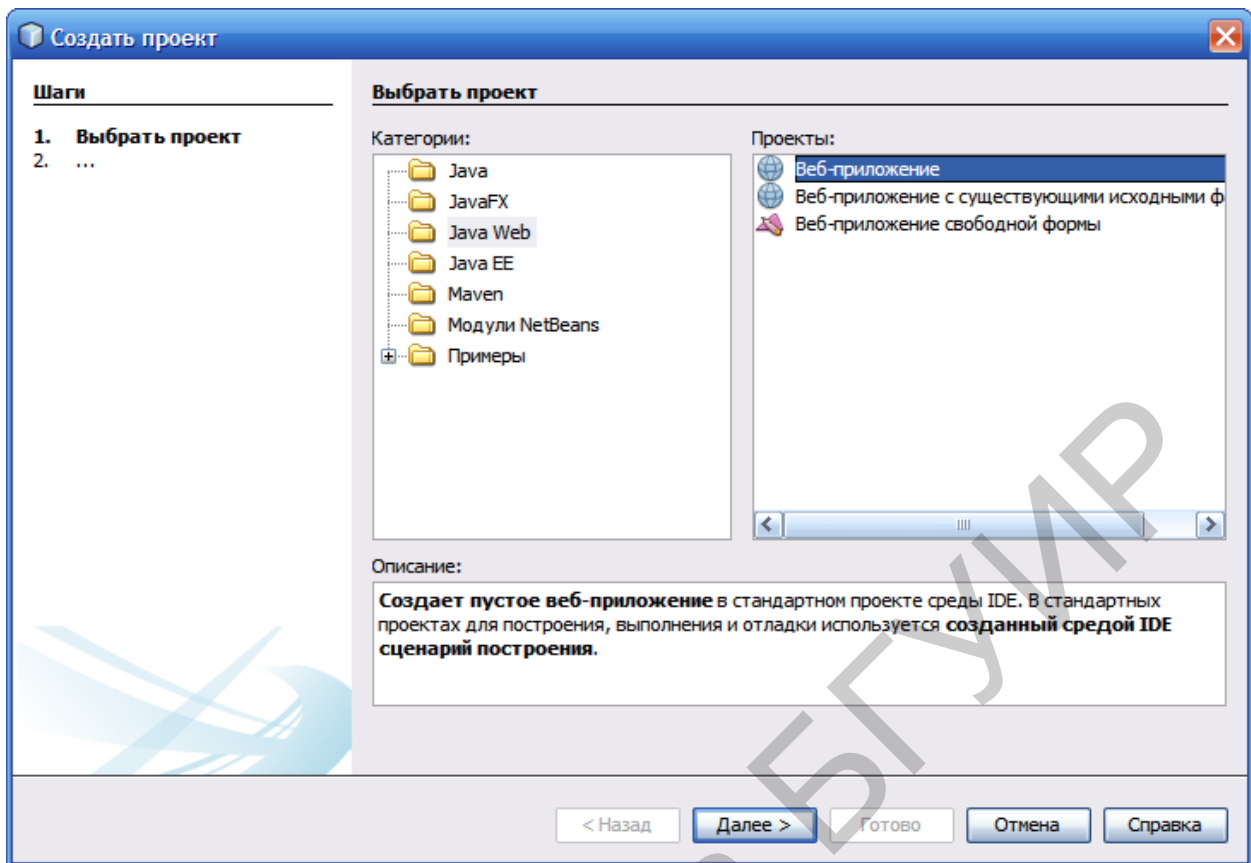 Создать проект
Шаги
1. Выбрать проект
2. ...
Выбрать проект
Категории:
Java
JavaFX
Java Web
Java EE
Maven
Модули NetBeans
Примеры
Проекты:
Веб-приложение
Веб-приложение с существующими исходными ф
Веб-приложение свободной формы
Описание:
Создает пустое веб-приложение в стандартном проекте среды IDE. В стандартных
проектах для построения, выполнения и отладки используется созданный средой IDE
сценарий построения.
< Назад
Далее >
Готово
Отмена
Справка
БГУИР